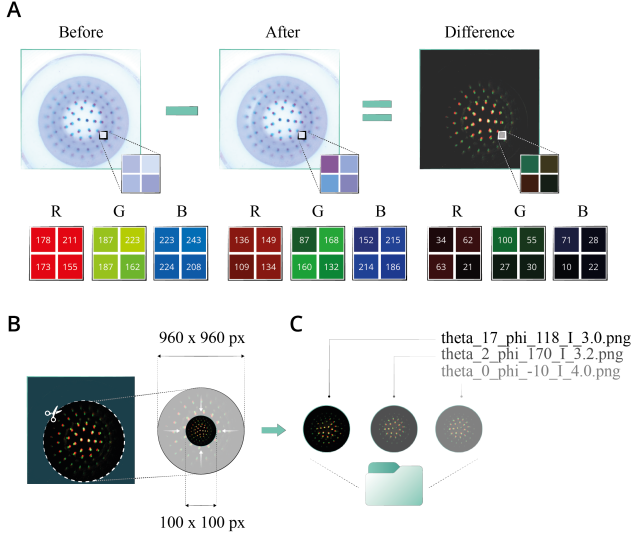 A
Before
After
Difference
R
G
B
R
G
B
R
G
B
178 211
187 223
223 243
136 149
87 168
152 215
34 62
100 55
71 28
173 155
187 162
224 208
109 134
160 132
214 186
63 21
27 30
10 22
B
960 x 960 px
100 x 100 px
C
theta_17_phi_118_I_3.0.png
theta_2_phi_170_I_3.2.png
theta_0_phi_-10_I_4.0.png